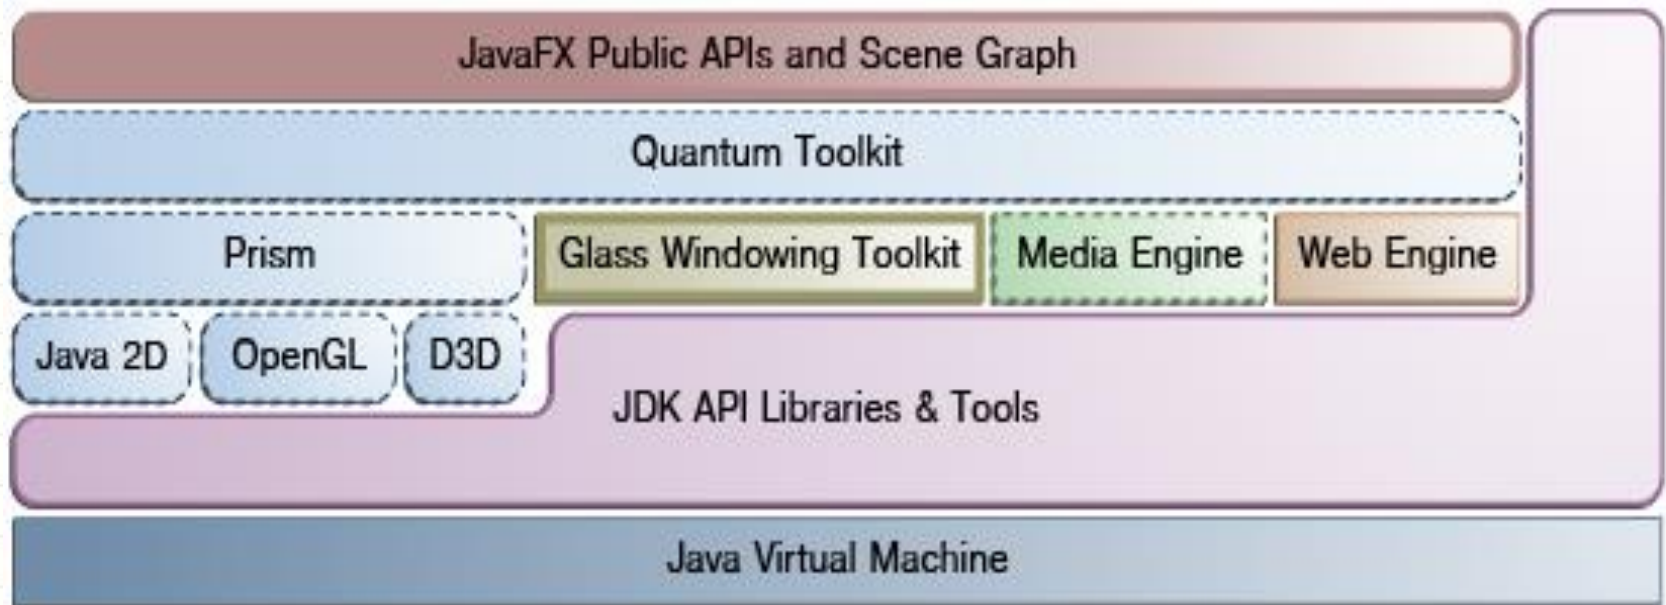 JavaFX Public APIs and Scene Graph
Quantum Toolkit
Prism
Glass Windowing Toolkit
Media Engine
Web Engine
Java 2D
OpenGL
D3D
JDK API Libraries & Tools
Java Virtual Machine